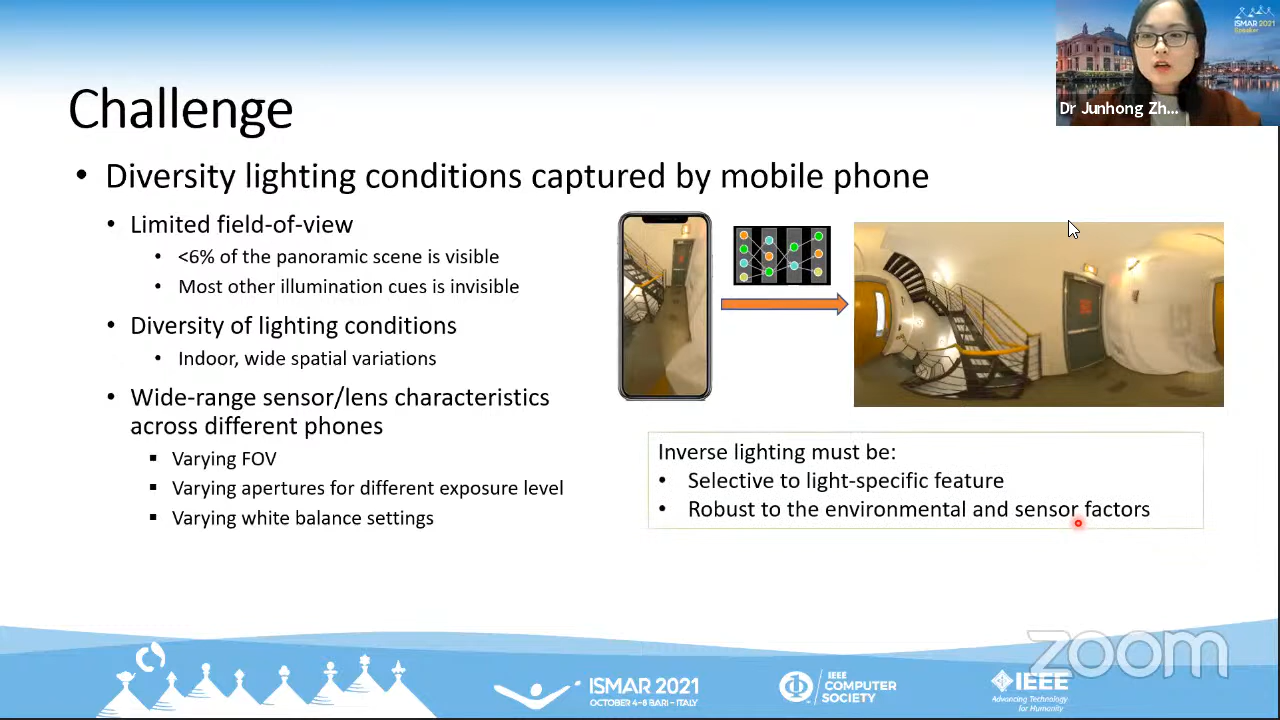 ISMAR 2021
Speaker
Dr Junhong Zh...
Challenge
• Diversity lighting conditions captured by mobile phone
• Limited field-of-view
• <6% of the panoramic scene is visible
• Most other illumination cues is invisible
• Diversity of lighting conditions
• Indoor, wide spatial variations
• Wide-range sensor/lens characteristics
across different phones
▪ Varying FOV
▪ Varying apertures for different exposure level
▪ Varying white balance settings
Inverse lighting must be:
• Selective to light-specific feature
• Robust to the environmental and sensor factors
zoom
ISMAR 2021
OCTOBER 4-8 BARI - ITALY
IEEE
COMPUTER
SOCIETY
IEEE
Advancing Technology
for Humanity